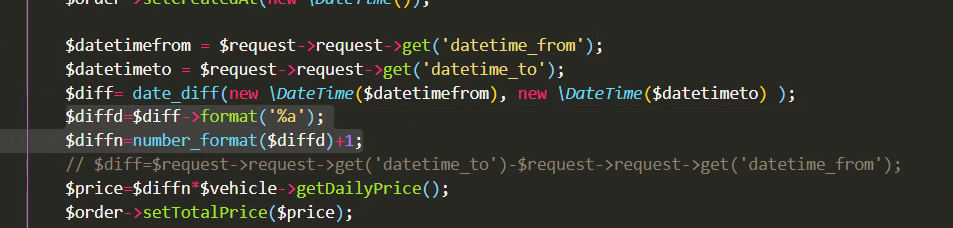 $order->setCreatedAt(new \DateTime());
$datetimefrom = $request->request->get('datetime_from');
$datetimeto = $request->request->get('datetime_to');
$diff= date_diff(new \DateTime($datetimefrom), new \DateTime($datetimeto) );
$diffd=$diff->format('%a');
$diffn=number_format($diffd)+1;
// $diff=$request->request->get('datetime_to')-$request->request->get('datetime_from');
$price=$diffn*$vehicle->getDailyPrice();
$order->setTotalPrice($price);